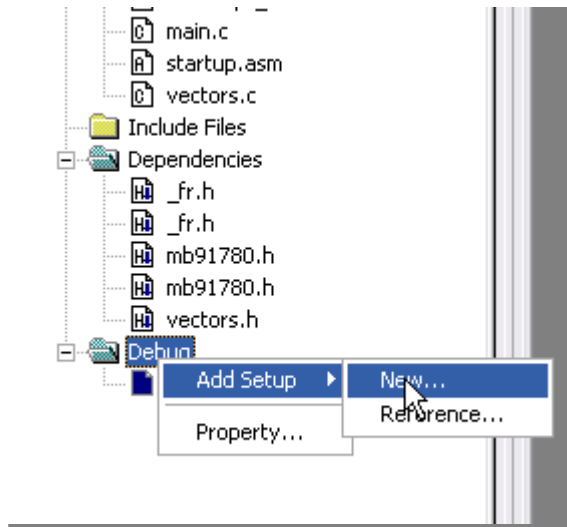 main.c
startup.asm
vectors.c
Include Files
Dependencies
_fr.h
_fr.h
mb91780.h
mb91780.h
vectors.h
Debug
Add Setup
New...
Reference...
Property...